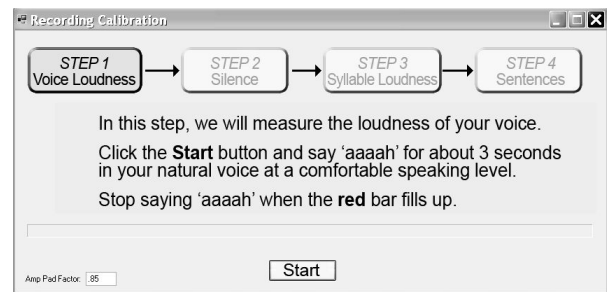 Recording Calibration
STEP 1
Voice Loudness
STEP 2
Silence
STEP 3
Syllable Loudness
STEP 4
Sentences
In this step, we will measure the loudness of your voice.
Click the Start button and say ‘aaaah’ for about 3 seconds
in your natural voice at a comfortable speaking level.
Stop saying ‘aaaah’ when the red bar fills up.
Start
Amp Pad Factor: .85